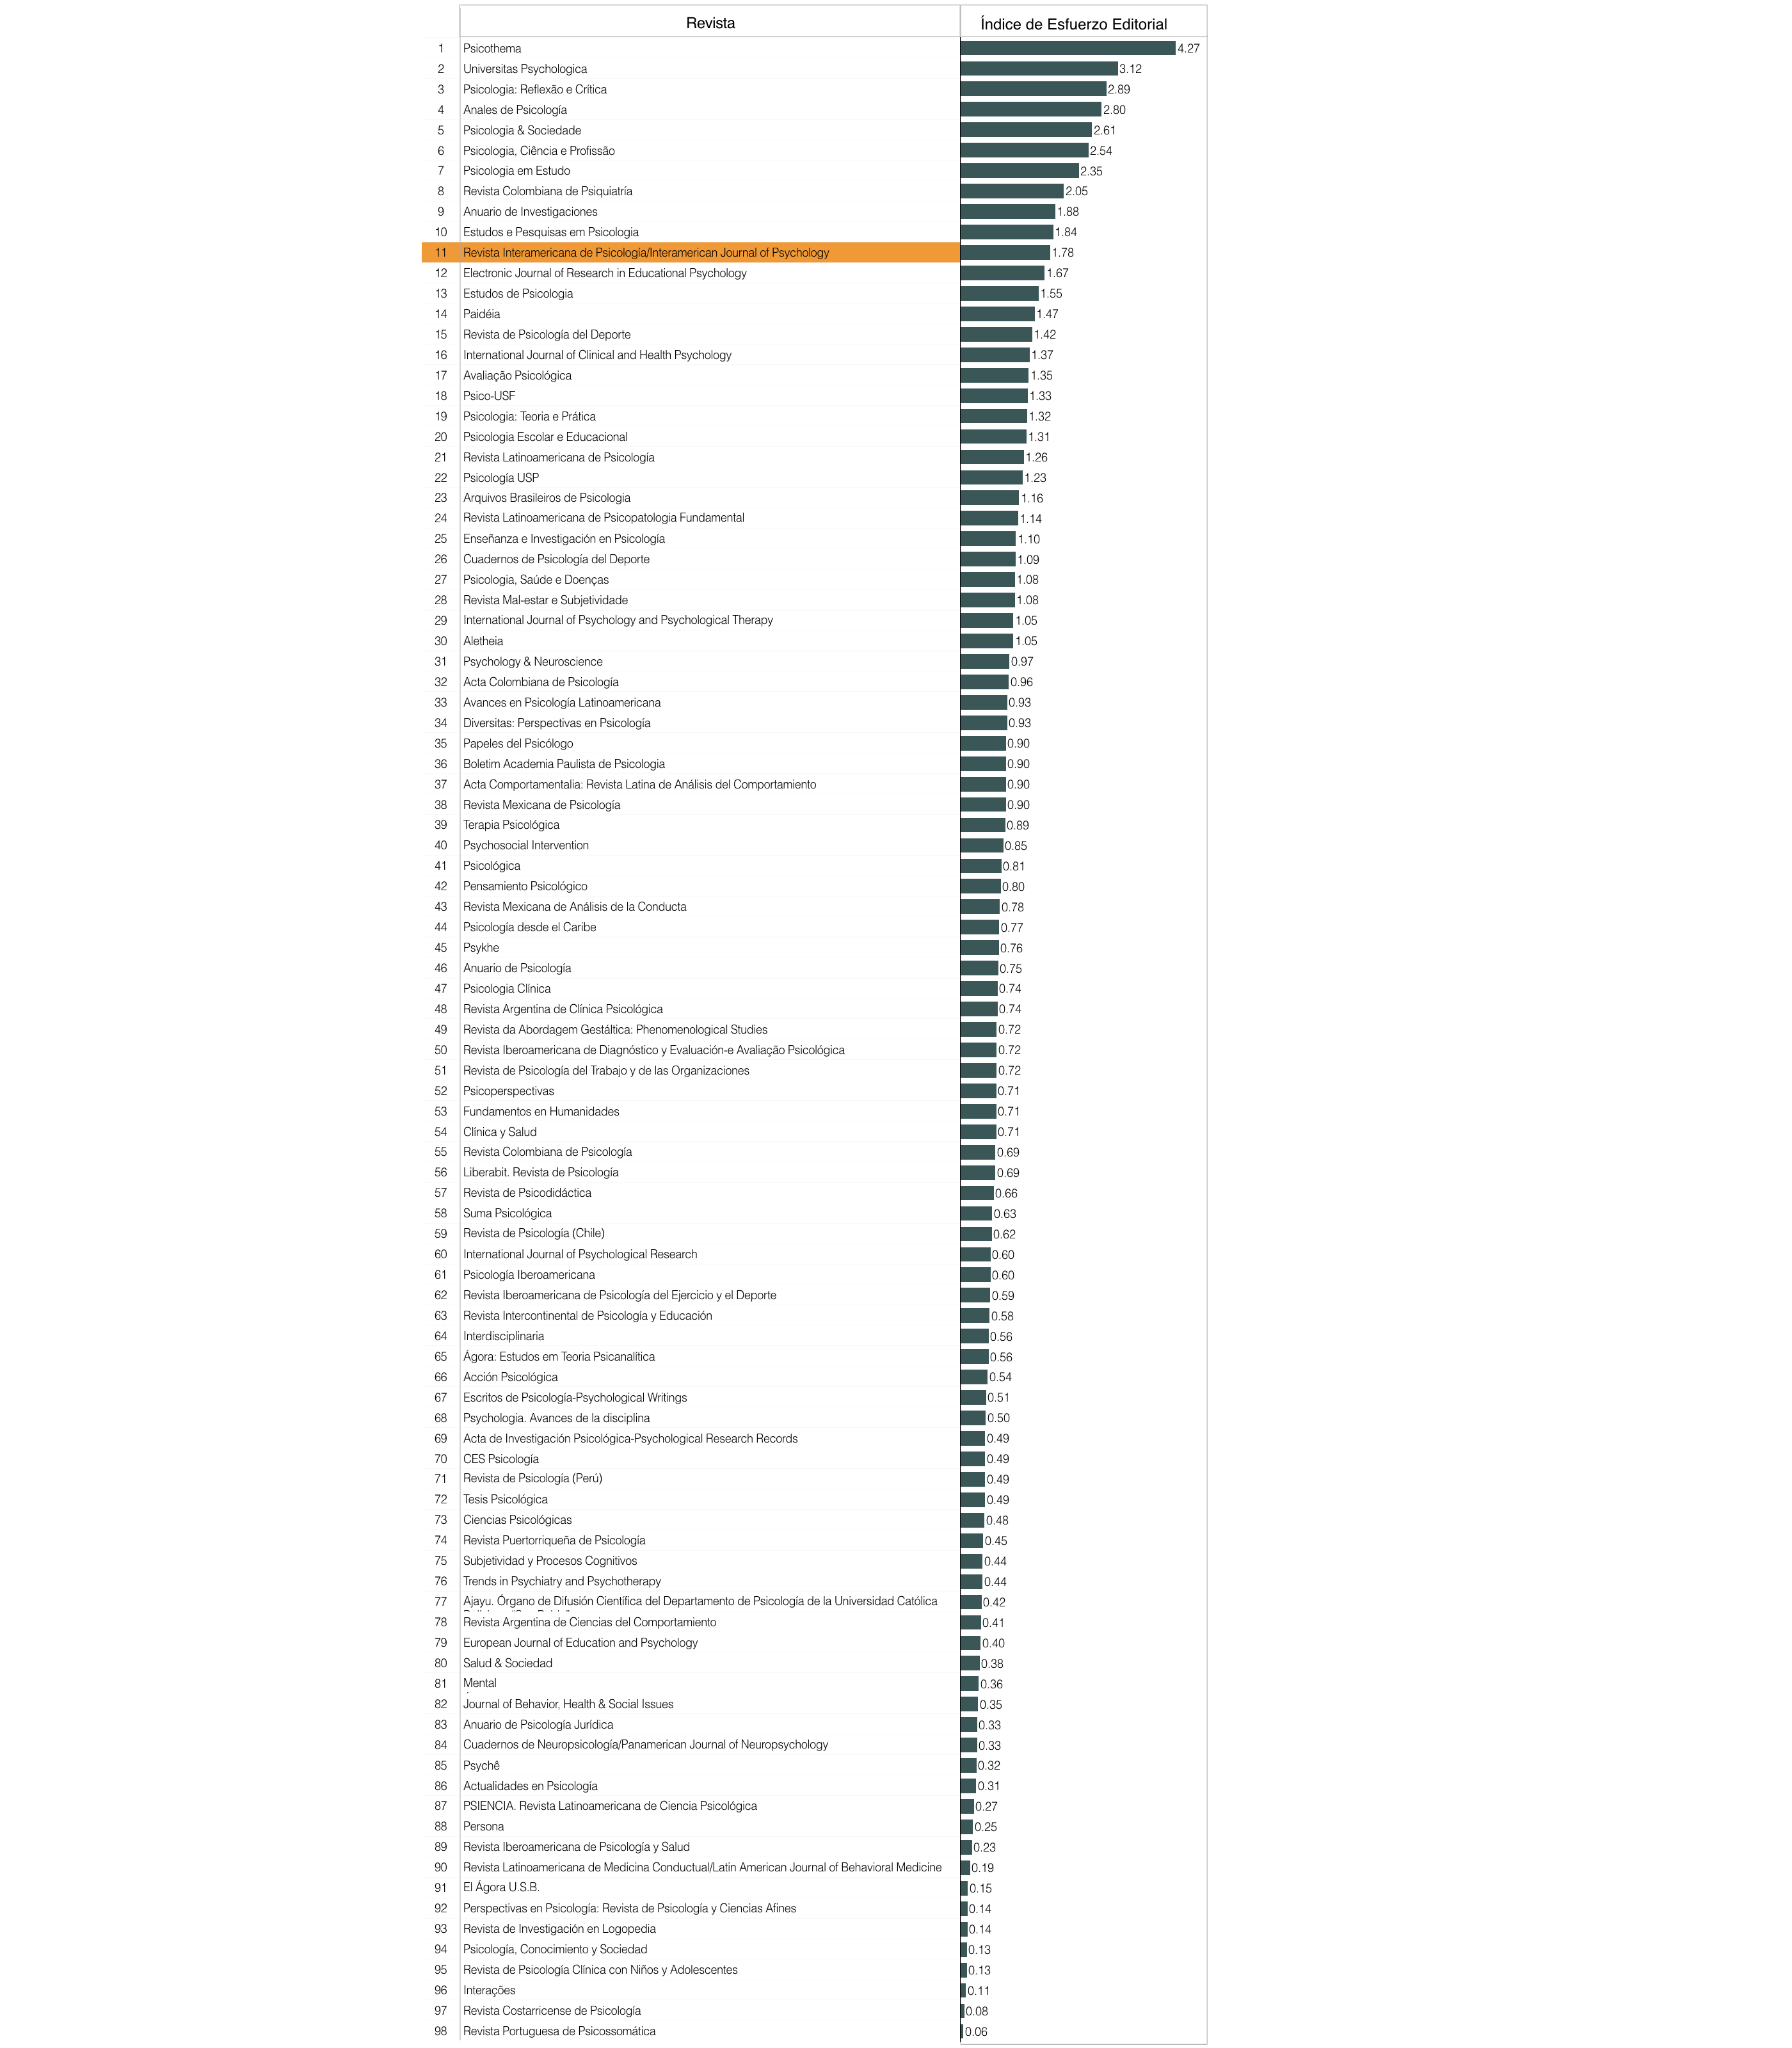 Revista Índice de Esfuerzo Editorial
1 Psicothema 4.27
2 Universitas Psychologica 3.12
3 Psicologia: Reflexão e Crítica 2.89
4 Anales de Psicología 2.80
5 Psicologia & Sociedade 2.61
6 Psicologia, Ciência e Profissão 2.54
7 Psicologia em Estudo 2.35
8 Revista Colombiana de Psiquiatría 2.05
9 Anuario de Investigaciones 1.88
10 Estudos e Pesquisas em Psicologia 1.84
11 Revista Interamericana de Psicología/Interamerican Journal of Psychology 1.78
12 Electronic Journal of Research in Educational Psychology 1.67
13 Estudos de Psicologia 1.55
14 Paidéia 1.47
15 Revista de Psicología del Deporte 1.42
16 International Journal of Clinical and Health Psychology 1.37
17 Avaliação Psicológica 1.35
18 Psico-USF 1.33
19 Psicologia: Teoria e Prática 1.32
20 Psicologia Escolar e Educacional 1.31
21 Revista Latinoamericana de Psicología 1.26
22 Psicología USP 1.23
23 Arquivos Brasileiros de Psicologia 1.16
24 Revista Latinoamericana de Psicopatologia Fundamental 1.14
25 Enseñanza e Investigación en Psicología 1.10
26 Cuadernos de Psicología del Deporte 1.09
27 Psicologia, Saúde e Doenças 1.08
28 Revista Mal-estar e Subjetividade 1.08
29 International Journal of Psychology and Psychological Therapy 1.05
30 Aletheia 1.05
31 Psychology & Neuroscience 0.97
32 Acta Colombiana de Psicología 0.96
33 Avances en Psicología Latinoamericana 0.93
34 Diversitas: Perspectivas en Psicología 0.93
35 Papeles del Psicólogo 0.90
36 Boletim Academia Paulista de Psicologia 0.90
37 Acta Comportamentalia: Revista Latina de Análisis del Comportamiento 0.90
38 Revista Mexicana de Psicología 0.90
39 Terapia Psicológica 0.89
40 Psychosocial Intervention 0.85
41 Psicológica 0.81
42 Pensamiento Psicológico 0.80
43 Revista Mexicana de Análisis de la Conducta 0.78
44 Psicología desde el Caribe 0.77
45 Psykhe 0.76
46 Anuario de Psicología 0.75
47 Psicologia Clínica 0.74
48 Revista Argentina de Clínica Psicológica 0.74
49 Revista da Abordagem Gestáltica: Phenomenological Studies 0.72
50 Revista Iberoamericana de Diagnóstico y Evaluación-e Avaliação Psicológica 0.72
51 Revista de Psicología del Trabajo y de las Organizaciones 0.72
52 Psicoperspectivas 0.71
53 Fundamentos en Humanidades 0.71
54 Clínica y Salud 0.71
55 Revista Colombiana de Psicología 0.69
56 Liberabit. Revista de Psicología 0.69
57 Revista de Psicodidáctica 0.66
58 Suma Psicológica 0.63
59 Revista de Psicología (Chile) 0.62
60 International Journal of Psychological Research 0.60
61 Psicología Iberoamericana 0.60
62 Revista Iberoamericana de Psicología del Ejercicio y el Deporte 0.59
63 Revista Intercontinental de Psicología y Educación 0.58
64 Interdisciplinaria 0.56
65 Ágora: Estudos em Teoria Psicanalítica 0.56
66 Acción Psicológica 0.54
67 Escritos de Psicología-Psychological Writings 0.51
68 Psychologia. Avances de la disciplina 0.50
69 Acta de Investigación Psicológica-Psychological Research Records 0.49
70 CES Psicología 0.49
71 Revista de Psicología (Perú) 0.49
72 Tesis Psicológica 0.49
73 Ciencias Psicológicas 0.48
74 Revista Puertorriqueña de Psicología 0.45
75 Subjetividad y Procesos Cognitivos 0.44
76 Trends in Psychiatry and Psychotherapy 0.44
77 Ajayu. Órgano de Difusión Científica del Departamento de Psicología de la Universidad Católica 0.42
78 Revista Argentina de Ciencias del Comportamiento 0.41
79 European Journal of Education and Psychology 0.40
80 Salud & Sociedad 0.38
81 Mental 0.36
82 Journal of Behavior, Health & Social Issues 0.35
83 Anuario de Psicología Jurídica 0.33
84 Cuadernos de Neuropsicología/Panamerican Journal of Neuropsychology 0.33
85 Psychê 0.32
86 Actualidades en Psicología 0.31
87 PSIENCIA. Revista Latinoamericana de Ciencia Psicológica 0.27
88 Persona 0.25
89 Revista Iberoamericana de Psicología y Salud 0.23
90 Revista Latinoamericana de Medicina Conductual/Latin American Journal of Behavioral Medicine 0.19
91 El Ágora U.S.B. 0.15
92 Perspectivas en Psicología: Revista de Psicología y Ciencias Afines 0.14
93 Revista de Investigación en Logopedia 0.14
94 Psicología, Conocimiento y Sociedad 0.13
95 Revista de Psicología Clínica con Niños y Adolescentes 0.13
96 Interações 0.11
97 Revista Costarricense de Psicología 0.08
98 Revista Portuguesa de Psicossomática 0.06